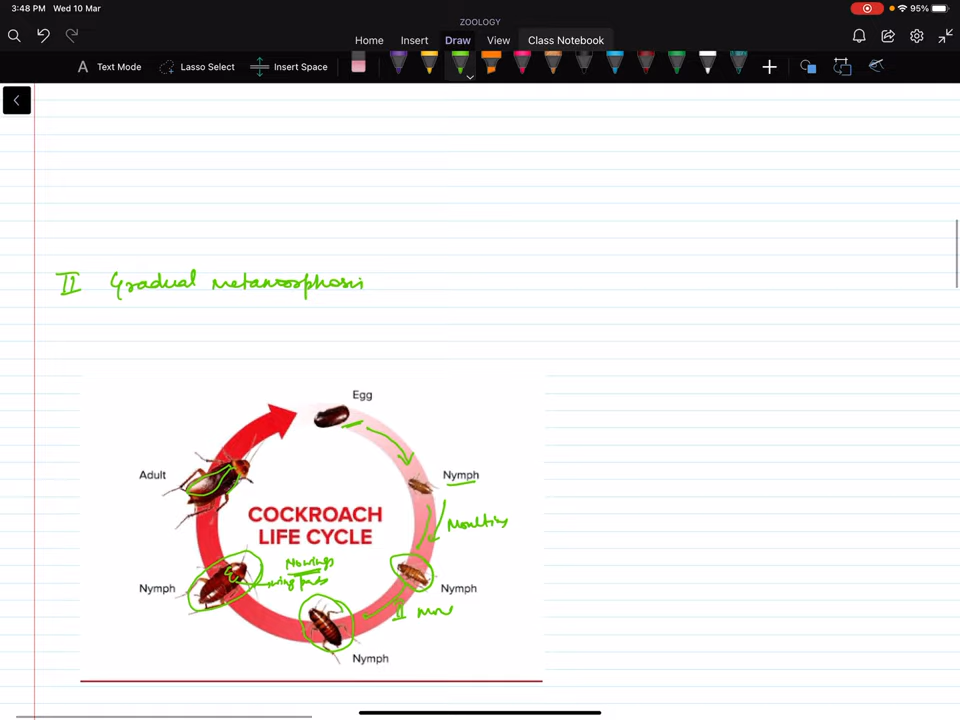 3:48 PM Wed 10 Mar
95%
ZOOLOGY
Home Insert Draw View Class Notebook
A Text Mode Lasso Select Insert Space
II Gradual metamorphosis
Egg
Adult
Nymph
COCKROACH
LIFE CYCLE
Moulting
No wings
wing pads
Nymph
Nymph
II Mou
Nymph